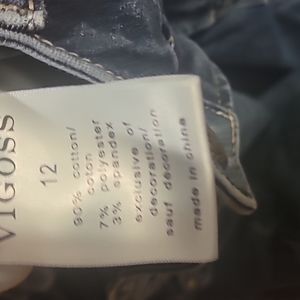 VIGOSS
12
90% cotton/
coton
7% polyester
3% spandex
exclusive of
decoration/
sauf décoration
made in china